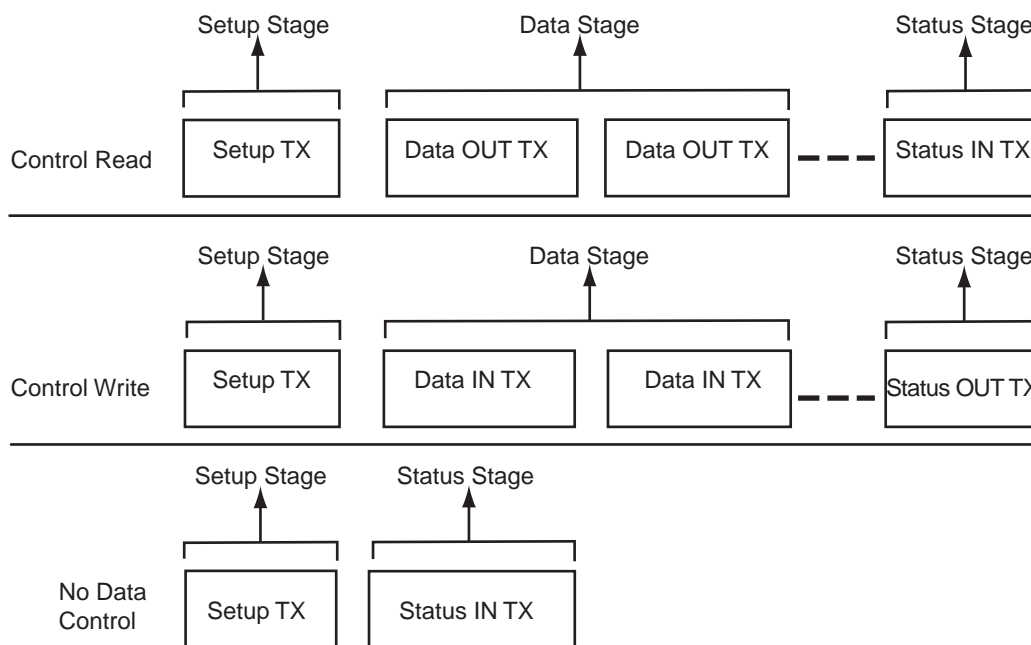 Setup Stage Data Stage Status Stage
Control Read Setup TX Data OUT TX Data OUT TX Status IN TX
Setup Stage Data Stage Status Stage
Control Write Setup TX Data IN TX Data IN TX Status OUT TX
Setup Stage Status Stage
No Data
Control
Setup TX Status IN TX